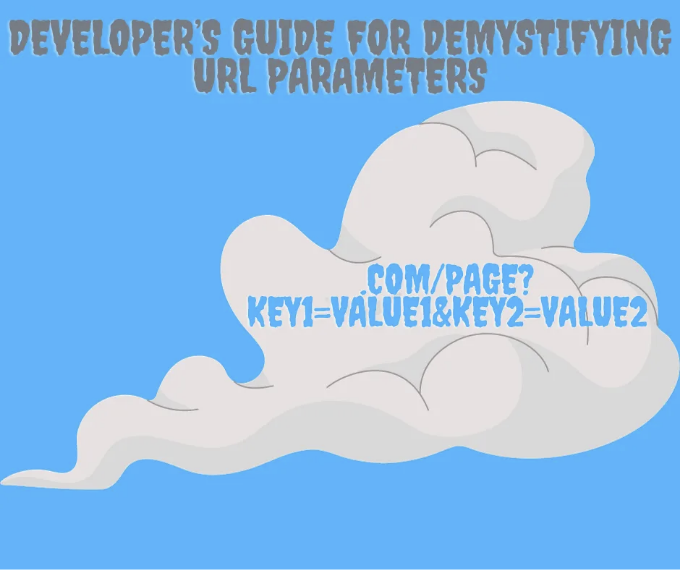 DEVELOPER'S GUIDE FOR DEMYSTIFYING
URL PARAMETERS
.COM/PAGE?
KEY1=VALUE1&KEY2=VALUE2